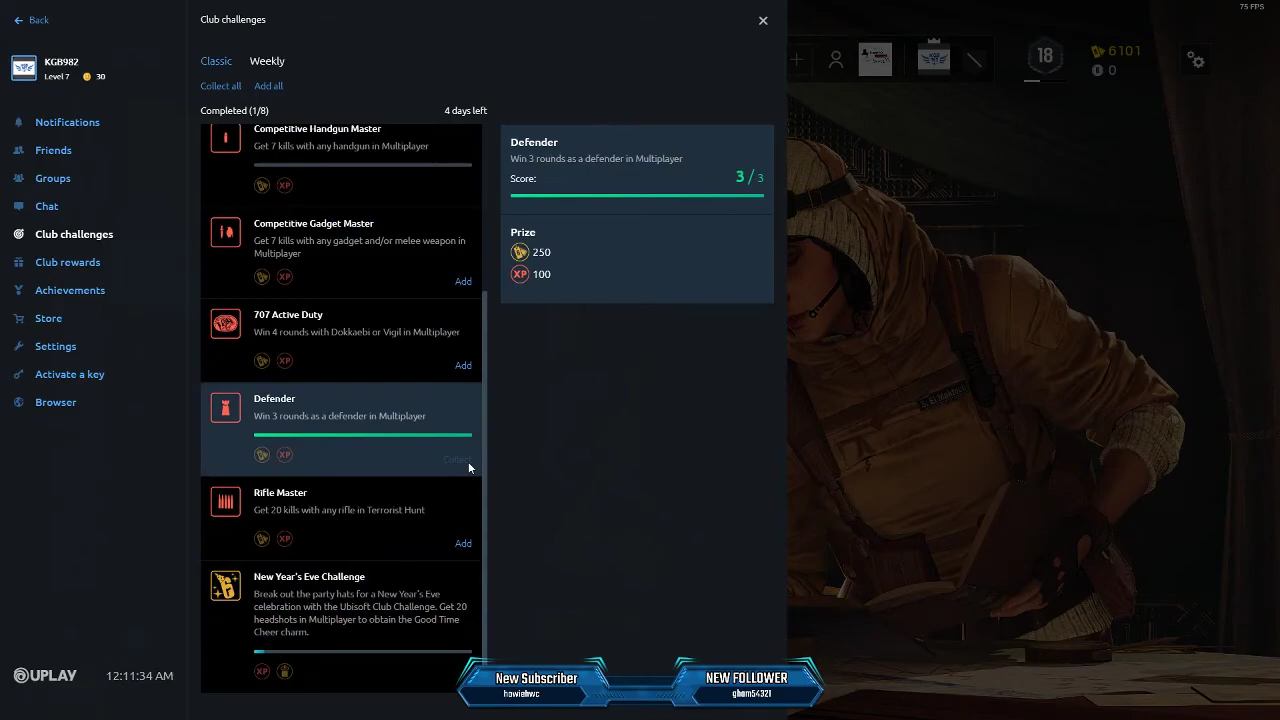 Back
KGB982
Level 7
30
Notifications
Friends
Groups
Chat
Club challenges
Club rewards
Achievements
Store
Settings
Activate a key
Browser
UPLAY
12:11:34 AM
Club challenges
Classic
Weekly
Collect all
Add all
Completed (1/8)
4 days left
Competitive Handgun Master
Get 7 kills with any handgun in Multiplayer
XP
Competitive Gadget Master
Get 7 kills with any gadget and/or melee weapon in
Multiplayer
XP
Add
707 Active Duty
Win 4 rounds with Dokkaebi or Vigil in Multiplayer
XP
Add
Defender
Win 3 rounds as a defender in Multiplayer
XP
Collect
Rifle Master
Get 20 kills with any rifle in Terrorist Hunt
XP
Add
New Year's Eve Challenge
Break out the party hats for a New Year's Eve
celebration with the Ubisoft Club Challenge. Get 20
headshots in Multiplayer to obtain the Good Time
Cheer charm.
XP
Defender
Win 3 rounds as a defender in Multiplayer
Score:
3 / 3
Prize
250
XP 100
75 FPS
18
6101
0
New Subscriber
howiehwc
NEW FOLLOWER
gham54321